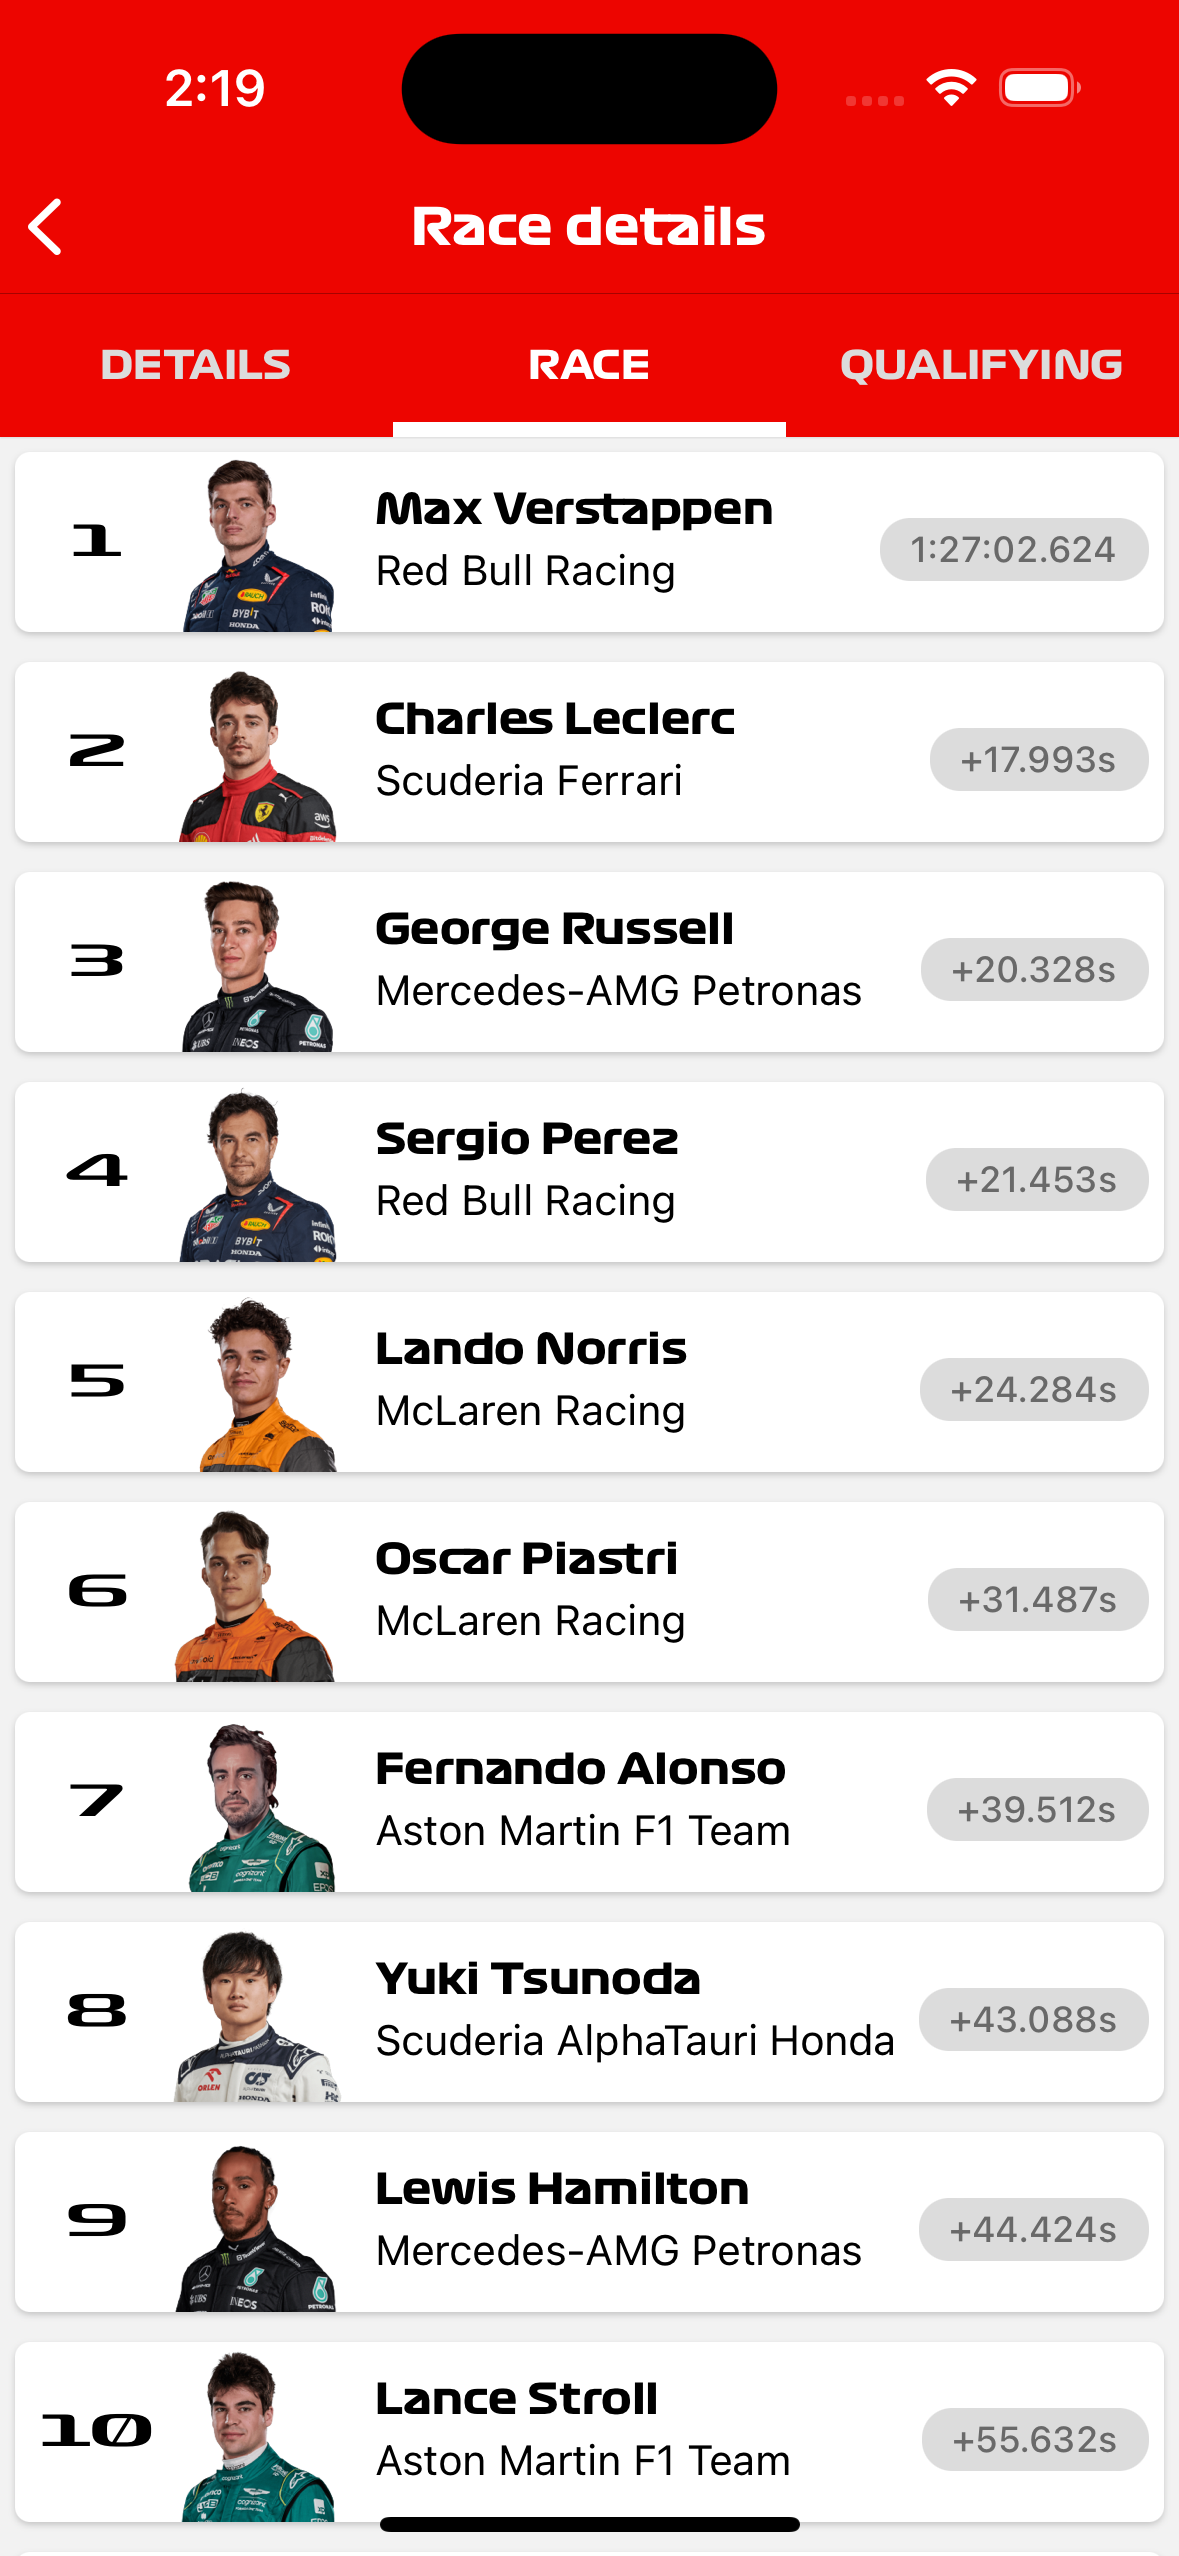 2:19
Race details
DETAILS RACE QUALIFYING
1
Max Verstappen
Red Bull Racing
1:27:02.624
2
Charles Leclerc
Scuderia Ferrari
+17.993s
3
George Russell
Mercedes-AMG Petronas
+20.328s
4
Sergio Perez
Red Bull Racing
+21.453s
5
Lando Norris
McLaren Racing
+24.284s
6
Oscar Piastri
McLaren Racing
+31.487s
7
Fernando Alonso
Aston Martin F1 Team
+39.512s
8
Yuki Tsunoda
Scuderia AlphaTauri Honda
+43.088s
9
Lewis Hamilton
Mercedes-AMG Petronas
+44.424s
10
Lance Stroll
Aston Martin F1 Team
+55.632s